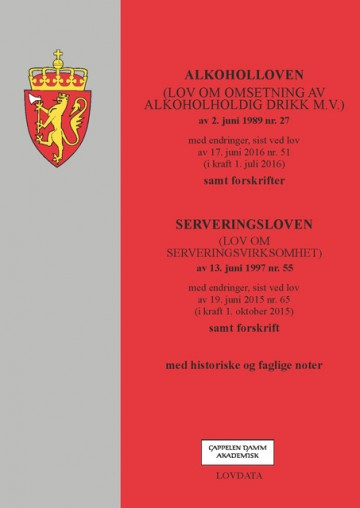 ALKOHOLLOVEN
(LOV OM OMSETNING AV
ALKOHOLHOLDIG DRIKK M.V.)
av 2. juni 1989 nr. 27
med endringer, sist ved lov
av 17. juni 2016 nr. 51
(i kraft 1. juli 2016)
samt forskrifter
SERVERINGSLOVEN
(LOV OM
SERVERINGSVIRKSOMHET)
av 13. juni 1997 nr. 55
med endringer, sist ved lov
av 19. juni 2015 nr. 65
(i kraft 1. oktober 2015)
samt forskrift
med historiske og faglige noter
CAPPELEN DAMM
AKADEMISK
LOVDATA